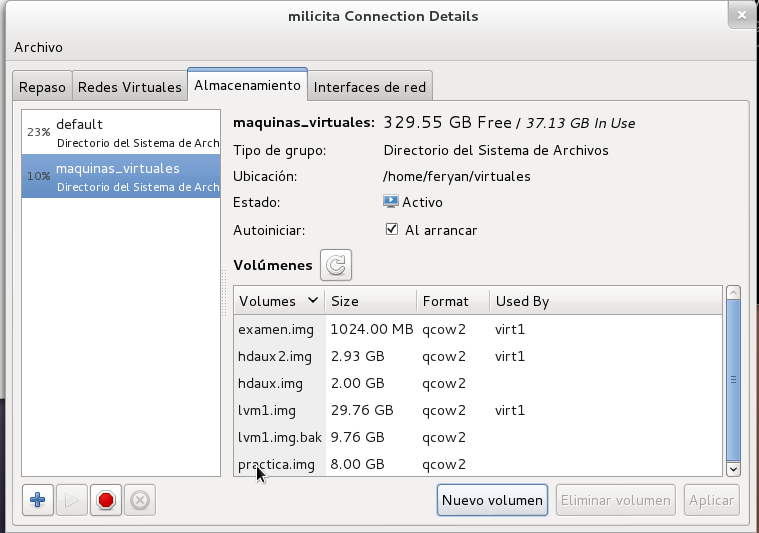 milicita Connection Details
Archivo
Repaso Redes Virtuales Almacenamiento Interfaces de red
23% default
Directorio del Sistema de Arch
10% maquinas_virtuales
Directorio del Sistema de Arch
maquinas_virtuales: 329.55 GB Free / 37.13 GB In Use
Tipo de grupo: Directorio del Sistema de Archivos
Ubicación: /home/feryan/virtuales
Estado: Activo
Autoiniciar: Al arrancar
Volúmenes
Volumes Size Format Used By
examen.img 1024.00 MB qcow2 virt1
hdaux2.img 2.93 GB qcow2 virt1
hdaux.img 2.00 GB qcow2
lvm1.img 29.76 GB qcow2 virt1
lvm1.img.bak 9.76 GB qcow2
practica.img 8.00 GB qcow2
Nuevo volumen Eliminar volumen Aplicar